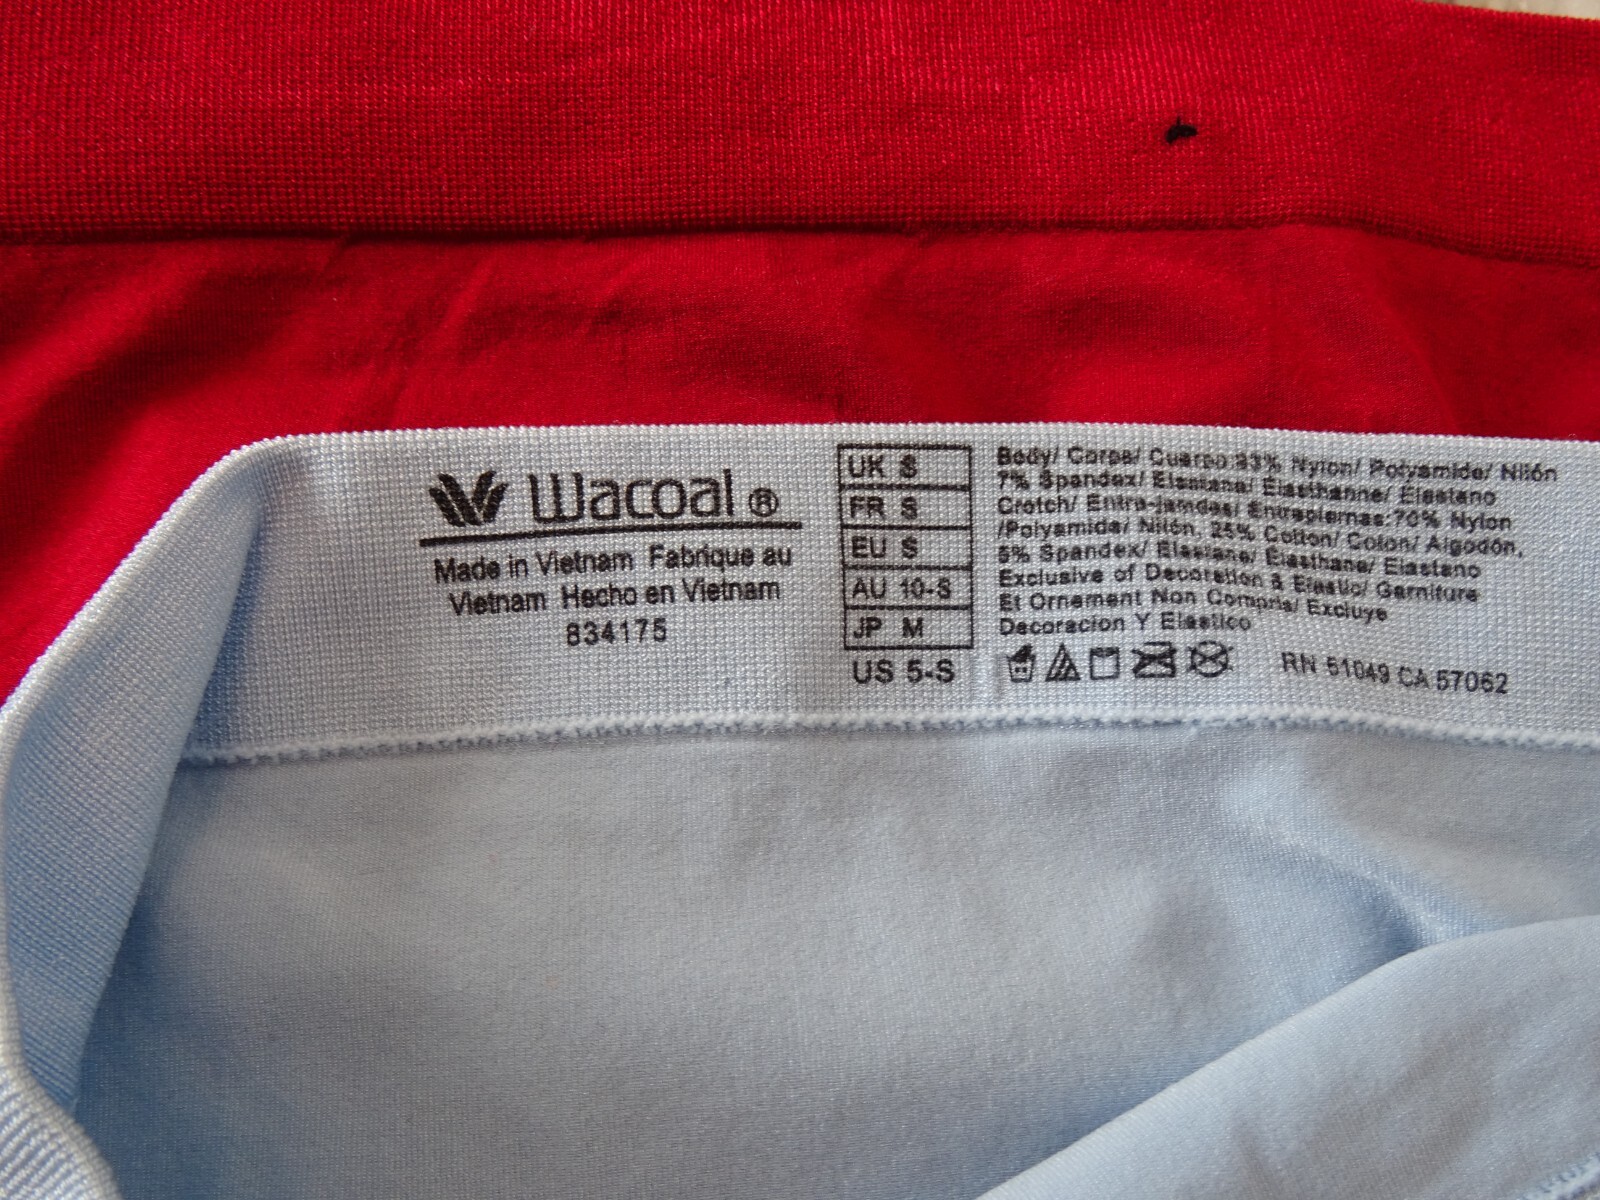 Wacoal ®
Made in Vietnam Fabrique au
Vietnam Hecho en Vietnam
834175
UK S
FR S
EU S
AU 10-S
JP M
US 5-S
Body/ Corps/ Cuerpo:93% Nylon/ Polyamide/ Nilón
7% Spandex/ Elastane/ Élasthanne/ Elastano
Crotch/ Entre-jambes/ Entrepiernas:70% Nylon
/Polyamide/ Nilón, 25% Cotton/ Coton/ Algodón,
5% Spandex/ Elastane/ Élasthane/ Elastano
Exclusive of Decoration & Elastic/ Garniture
Et Ornement Non Compris/ Excluye
Decoracion Y Elastico
RN 51049 CA 57062